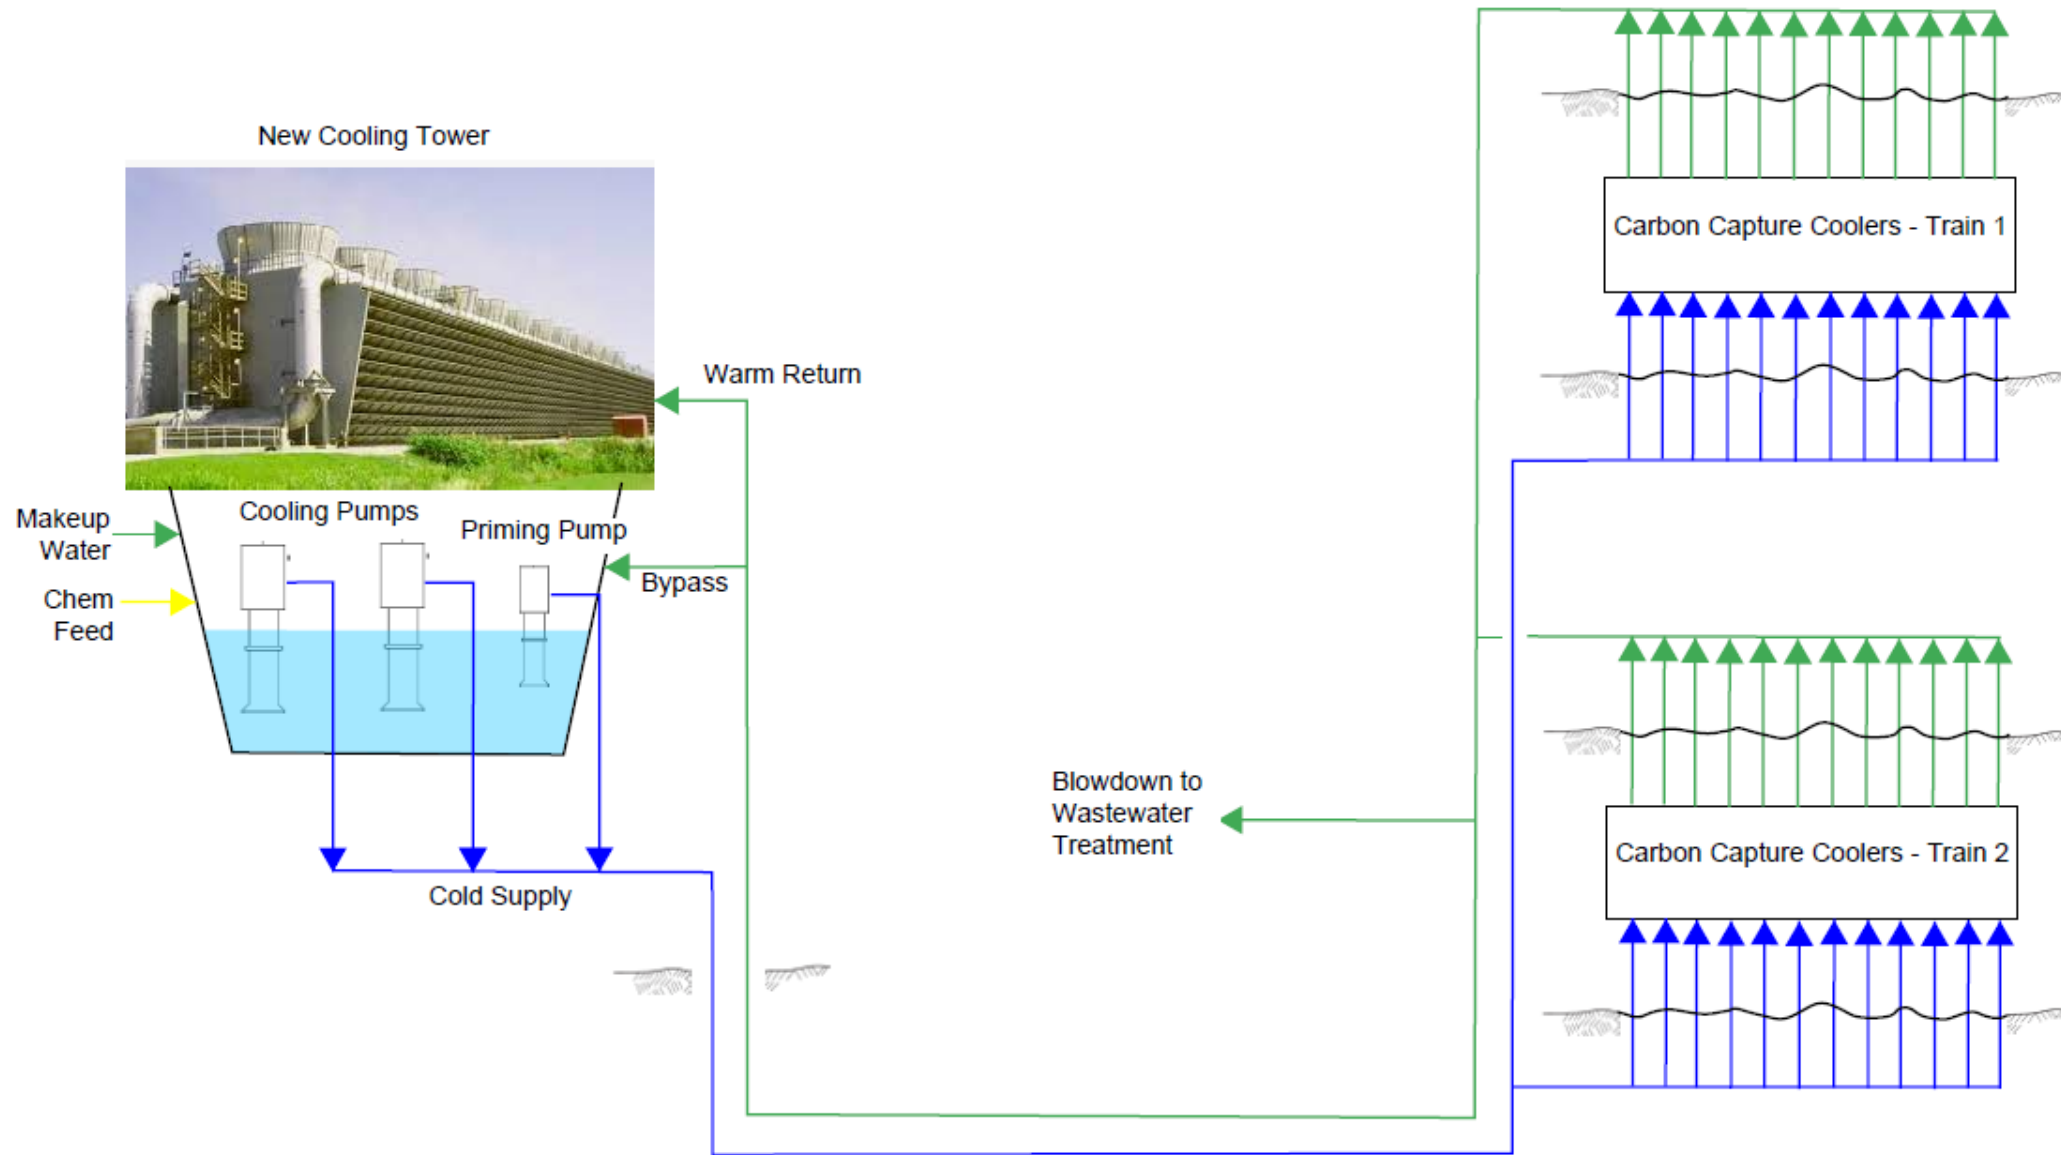 New Cooling Tower
Carbon Capture Coolers - Train 1
Warm Return
Cooling Pumps
Priming Pump
Makeup
Water
Bypass
Chem
Feed
Blowdown to
Wastewater
Treatment
Carbon Capture Coolers - Train 2
Cold Supply